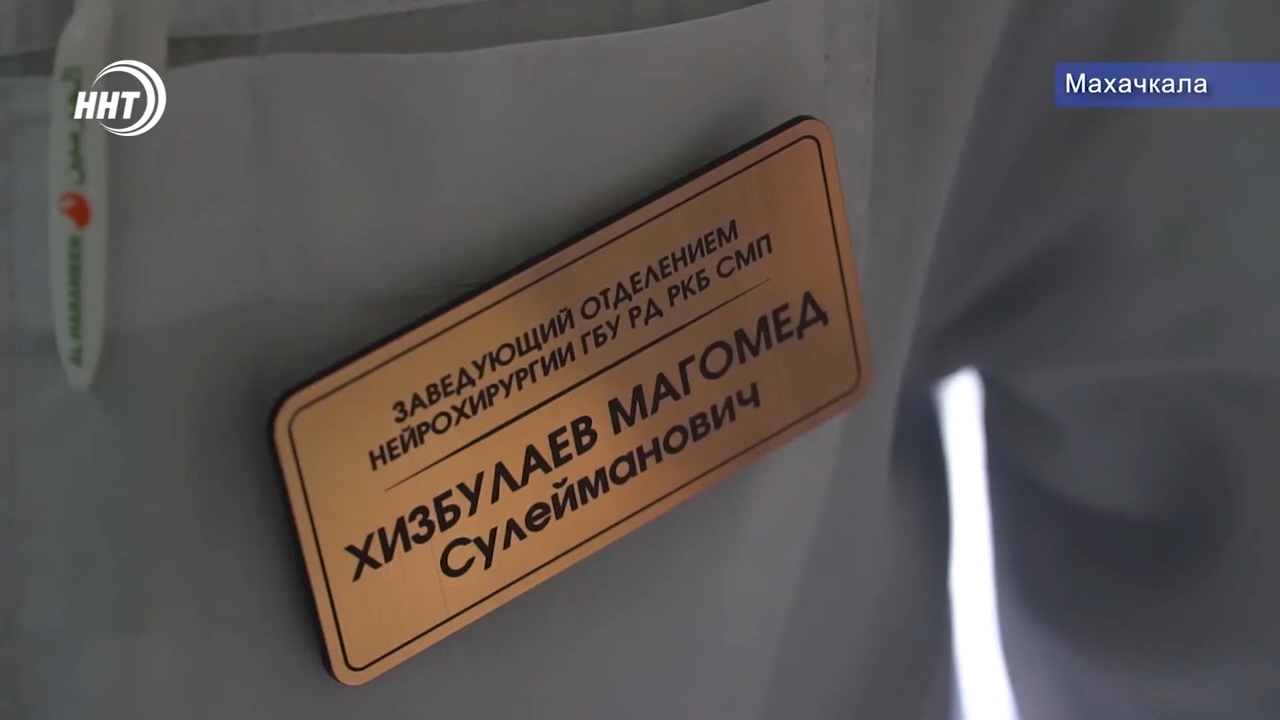 ННТ
Махачкала
ЗАВЕДУЮЩИЙ ОТДЕЛЕНИЕМ
НЕЙРОХИРУРГИИ ГБУ РД РКБ СМП
ХИЗБУЛАЕВ МАГОМЕД
Сулейманович